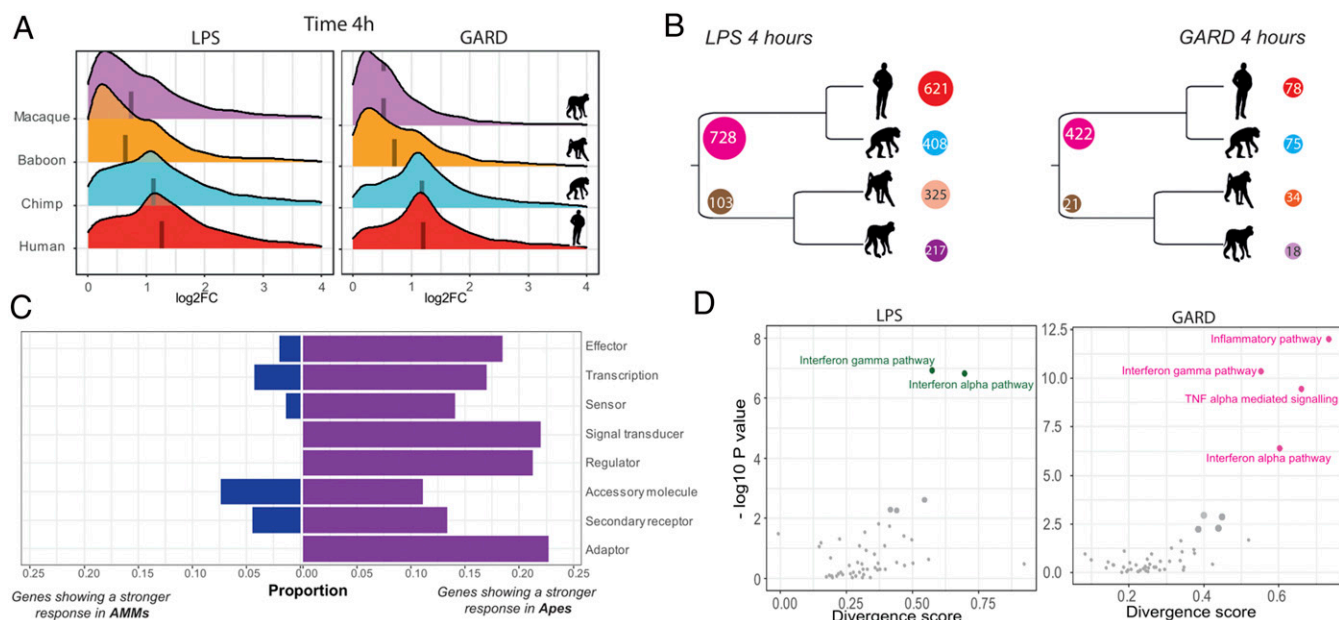 A
Time 4h
LPS
GARD
Macaque
Baboon
Chimp
Human
0 1 2 3 4
0 1 2 3 4
log2FC
log2FC
B
LPS 4 hours
GARD 4 hours
728
103
621
408
325
217
422
21
78
75
34
18
C
Effector
Transcription
Sensor
Signal transducer
Regulator
Accessory molecule
Secondary receptor
Adaptor
0.25 0.20 0.15 0.10 0.05 0.00 0.05 0.10 0.15 0.20 0.25
Proportion
Genes showing a stronger
response in AMMs
Genes showing a stronger
response in Apes
D
LPS
GARD
- log10 P value
8
6
4
2
0
Interferon gamma pathway
Interferon alpha pathway
0.00 0.25 0.50 0.75
Divergence score
12.5
10.0
7.5
5.0
2.5
0.0
Inflammatory pathway
Interferon gamma pathway
TNF alpha mediated signalling
Interferon alpha pathway
0.2 0.4 0.6
Divergence score